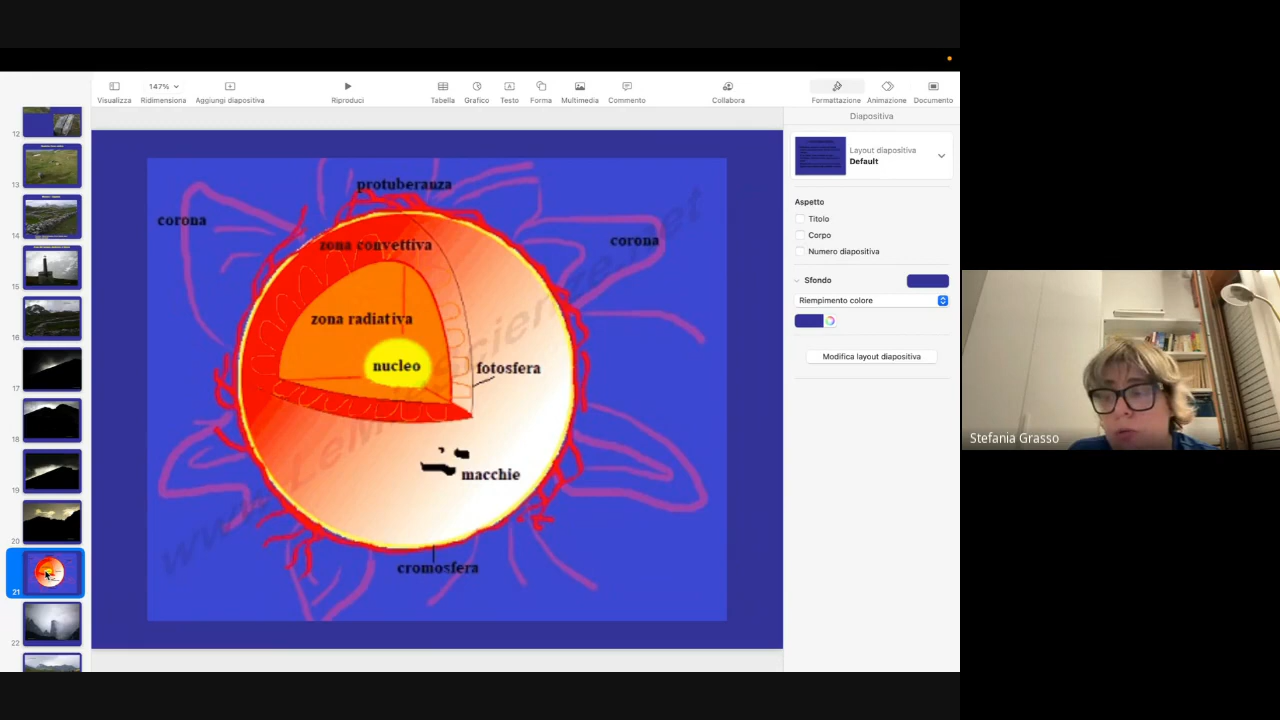 147%
Visualizza
Ridimensiona
Aggiungi diapositiva
Riproduci
Tabella
Grafico
Testo
Forma
Multimedia
Commento
Collabora
Formattazione
Animazione
Documento
12
13
14
15
16
17
18
19
20
21
22
protuberanza
corona
corona
zona convettiva
zona radiativa
nucleo
fotosfera
macchie
cromosfera
Diapositiva
Layout diapositiva
Default
Aspetto
Titolo
Corpo
Numero diapositiva
Sfondo
Riempimento colore
Modifica layout diapositiva
Stefania Grasso